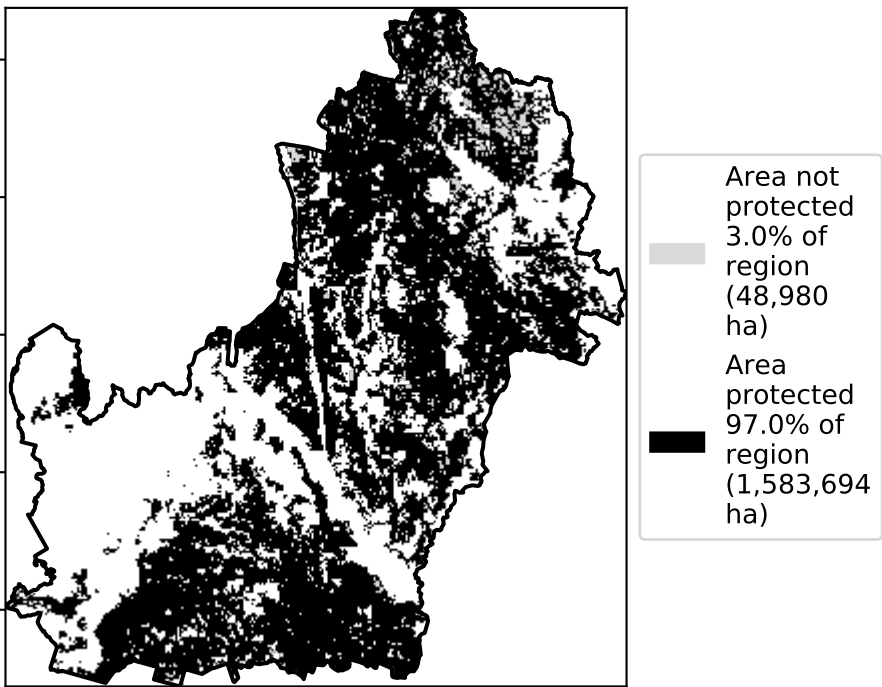 Area not
protected
3.0% of
region
(48,980
ha)
Area
protected
97.0% of
region
(1,583,694
ha)